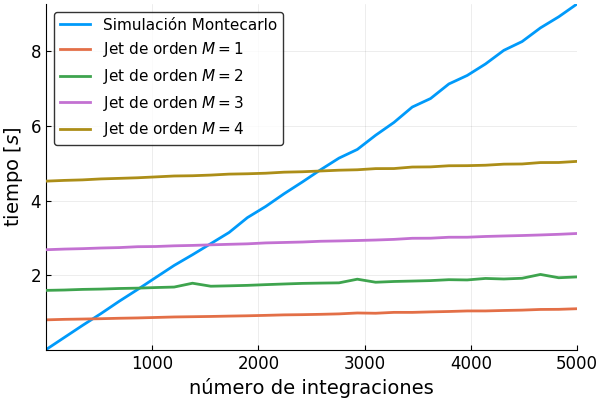 Simulación Montecarlo
Jet de orden M = 1
Jet de orden M = 2
Jet de orden M = 3
Jet de orden M = 4
tiempo [s]
8
6
4
2
1000 2000 3000 4000 5000
número de integraciones